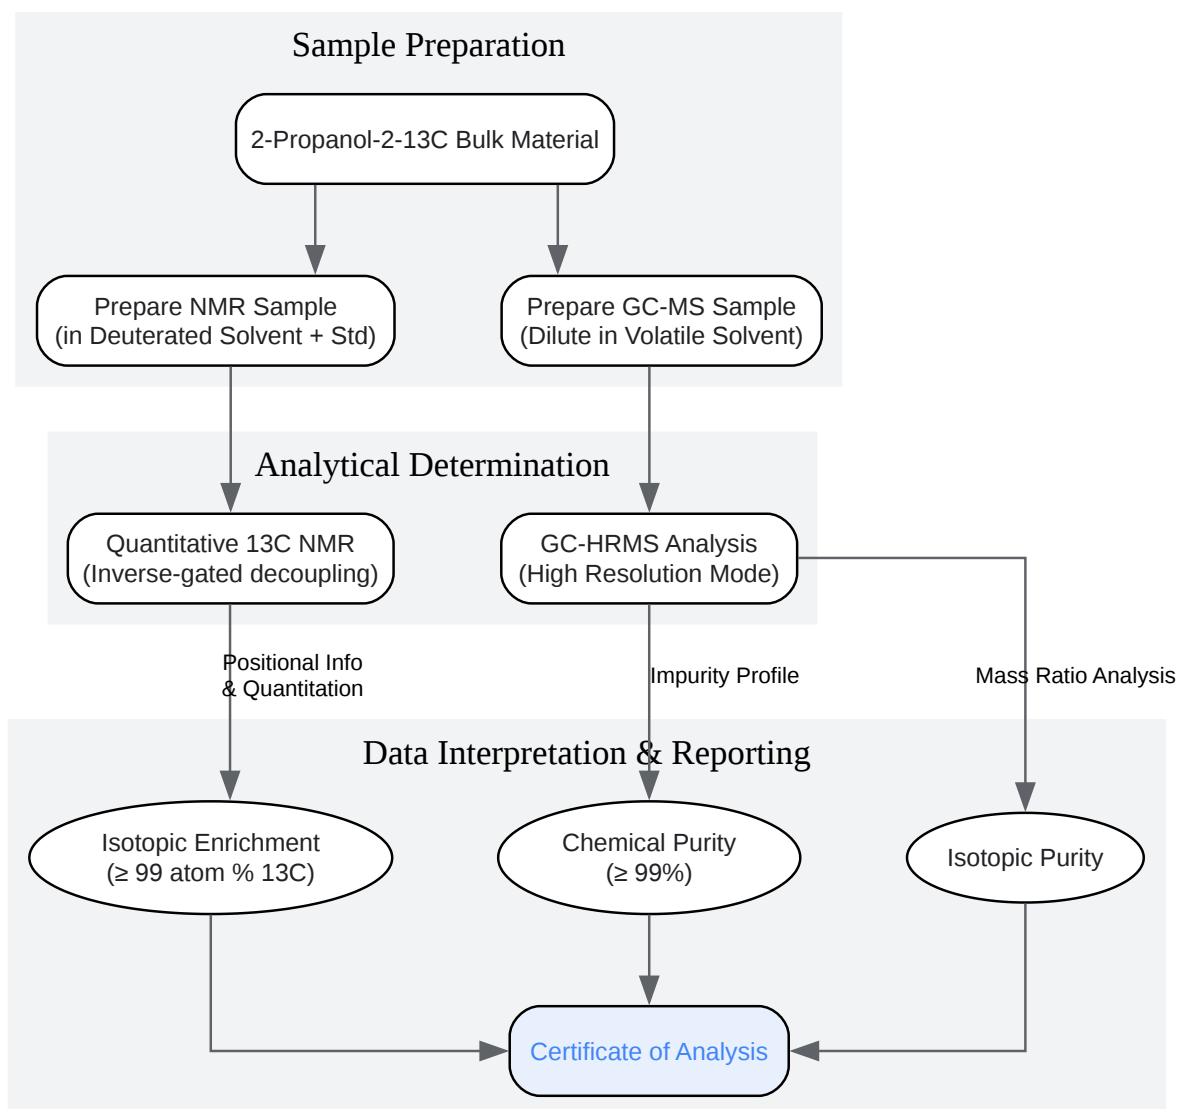 Sample Preparation
2-Propanol-2-13C Bulk Material
Prepare NMR Sample
(in Deuterated Solvent + Std)
Prepare GC-MS Sample
(Dilute in Volatile Solvent)
Analytical Determination
Quantitative 13C NMR
(Inverse-gated decoupling)
GC-HRMS Analysis
(High Resolution Mode)
Positional Info
& Quantitation
Impurity Profile
Mass Ratio Analysis
Data Interpretation & Reporting
Isotopic Enrichment
(≥ 99 atom % 13C)
Chemical Purity
(≥ 99%)
Isotopic Purity
Certificate of Analysis